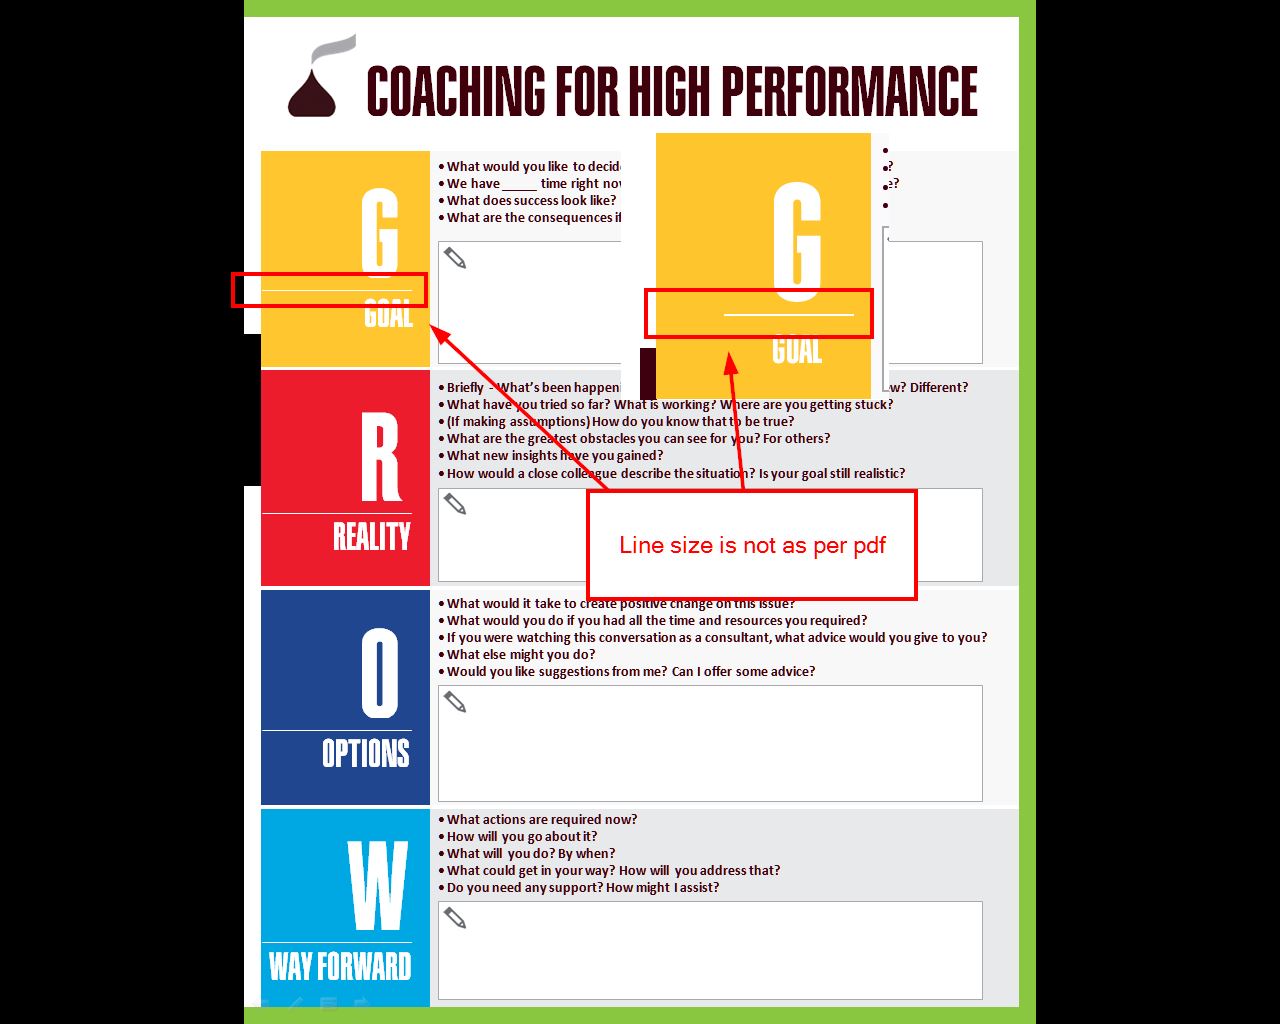 COACHING FOR HIGH PERFORMANCE
G
GOAL
• What would you like to decid
• We have _____ time right nov
• What does success look like?
• What are the consequences if
G
GOAL
•
• ?
• e?
•
R
REALITY
• Briefly - What's been happeni
w? Different?
• What have you tried so far? What is working? Where are you getting stuck?
• (If making assumptions) How do you know that to be true?
• What are the greatest obstacles you can see for you? For others?
• What new insights have you gained?
• How would a close colleague describe the situation? Is your goal still realistic?
Line size is not as per pdf
O
OPTIONS
• What would it take to create positive change on this issue?
• What would you do if you had all the time and resources you required?
• If you were watching this conversation as a consultant, what advice would you give to you?
• What else might you do?
• Would you like suggestions from me? Can I offer some advice?
W
WAY FORWARD
• What actions are required now?
• How will you go about it?
• What will you do? By when?
• What could get in your way? How will you address that?
• Do you need any support? How might I assist?